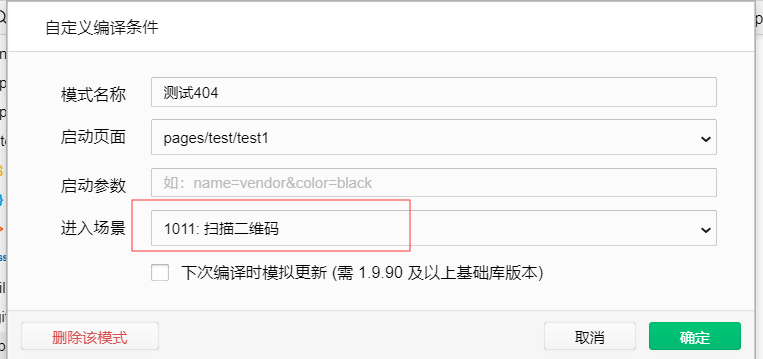 自定义编译条件
模式名称 测试404
启动页面 pages/test/test1
启动参数 如：name=vendor&color=black
进入场景 1011: 扫描二维码
下次编译时模拟更新 (需 1.9.90 及以上基础库版本)
删除该模式 取消 确定